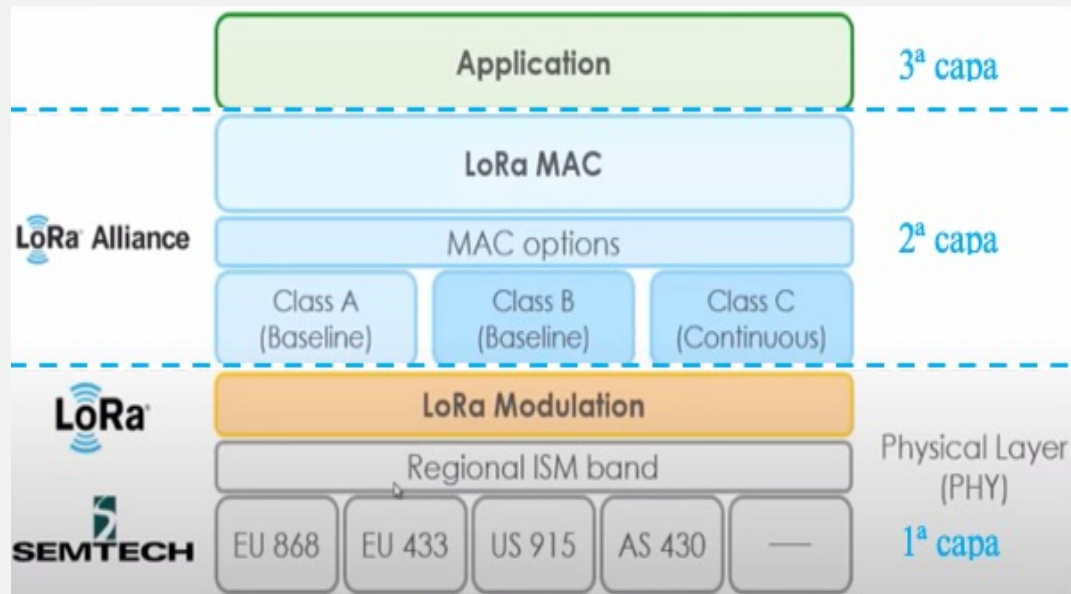 Application
3ª capa
LoRa MAC
LoRa Alliance
MAC options
2ª capa
Class A
(Baseline)
Class B
(Baseline)
Class C
(Continuous)
LoRa
LoRa Modulation
Regional ISM band
Physical Layer
(PHY)
SEMTECH
EU 868
EU 433
US 915
AS 430
—
1ª capa